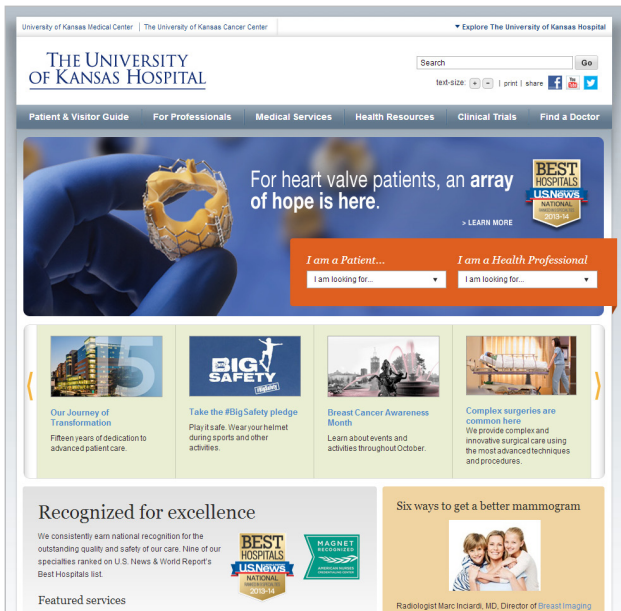 University of Kansas Medical Center | The University of Kansas Cancer Center
Explore The University of Kansas Hospital
THE UNIVERSITY
OF KANSAS HOSPITAL
Search
Go
text-size: + − | print | share
f
You Tube
Patient & Visitor Guide
For Professionals
Medical Services
Health Resources
Clinical Trials
Find a Doctor
For heart valve patients, an array
of hope is here.
> LEARN MORE
BEST
HOSPITALS
U.S.News
NATIONAL
2013-14
I am a Patient...
I am looking for...
I am a Health Professional
I am looking for...
15
Our Journey of
Transformation
Fifteen years of dedication to
advanced patient care.
BIG
SAFETY
#BigSafety
Take the #BigSafety pledge
Play it safe. Wear your helmet
during sports and other
activities.
Breast Cancer Awareness
Month
Learn about events and
activities throughout October.
Complex surgeries are
common here
We provide complex and
innovative surgical care using
the most advanced techniques
and procedures.
Recognized for excellence
We consistently earn national recognition for the
outstanding quality and safety of our care. Nine of our
specialties ranked on U.S. News & World Report's
Best Hospitals list.
BEST
HOSPITALS
U.S.News
NATIONAL
2013-14
MAGNET
RECOGNIZED
AMERICAN NURSES
CREDENTIALING CENTER
Featured services
Six ways to get a better mammogram
Radiologist Marc Inciardi, MD, Director of Breast Imaging